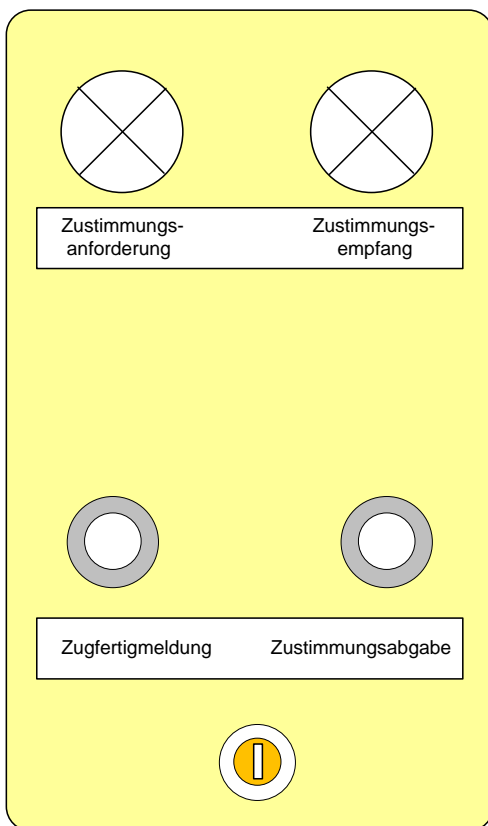 Zustimmungs-
anforderung
Zustimmungs-
empfang
Zugfertigmeldung
Zustimmungsabgabe